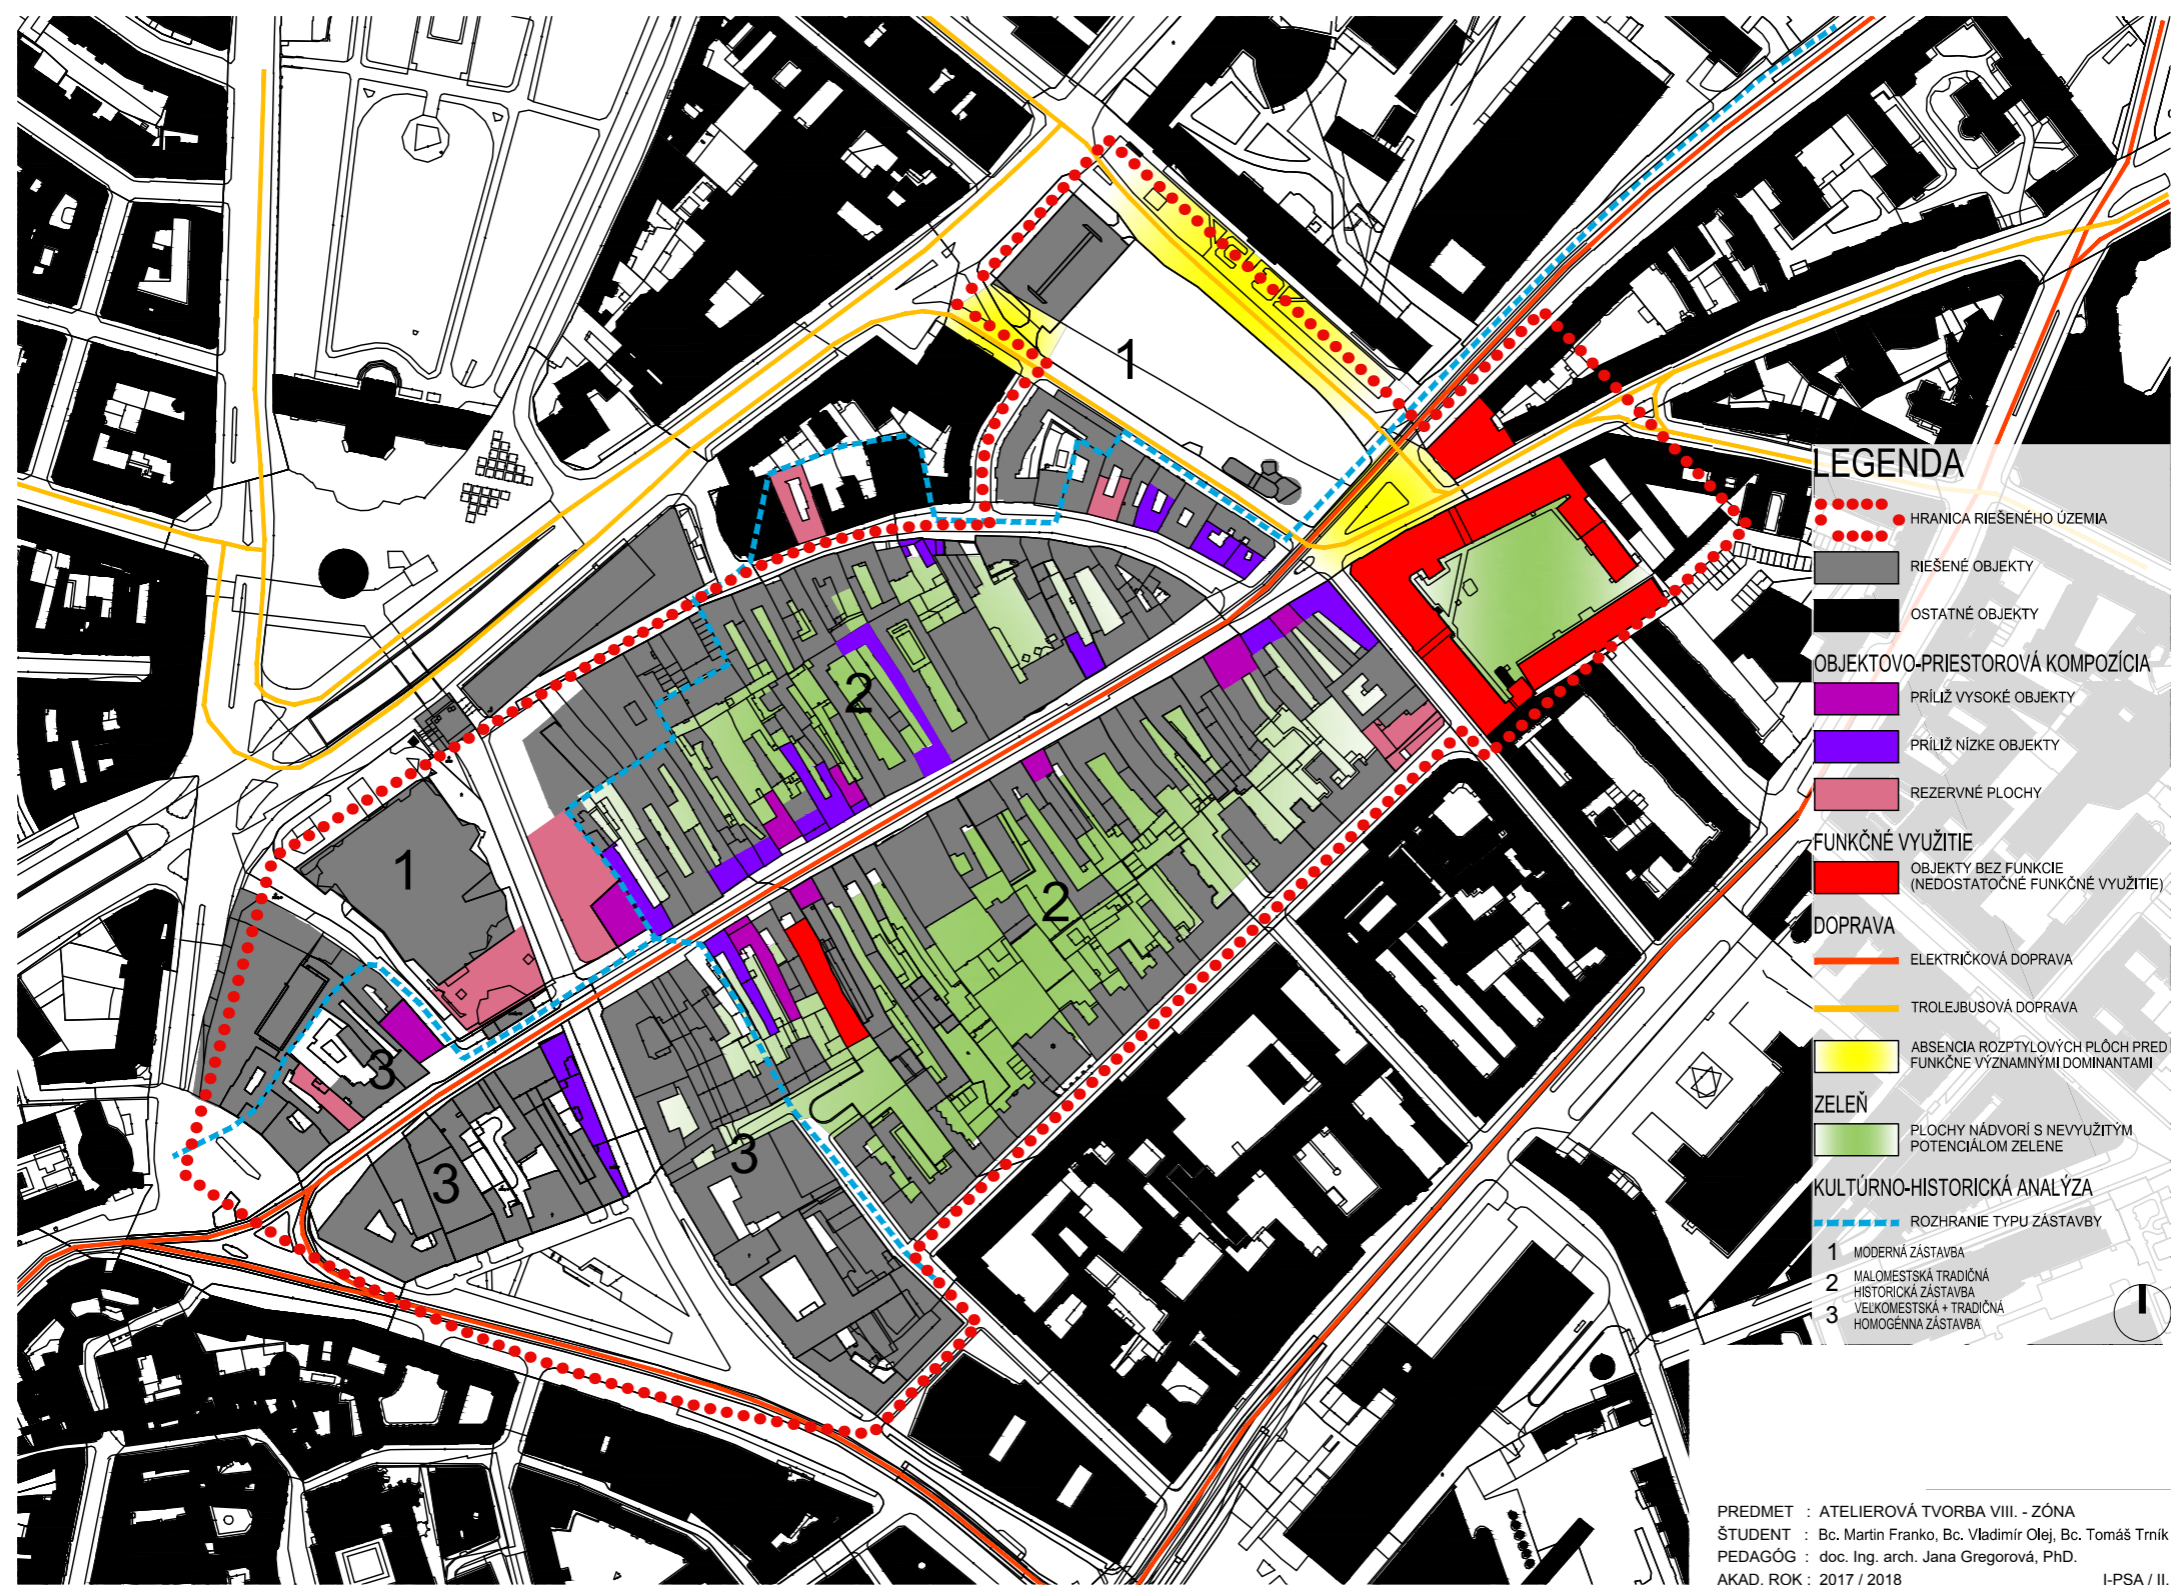 1
2
1
2
3
3
3
LEGENDA
HRANICA RIEŠENÉHO ÚZEMIA
RIEŠENÉ OBJEKTY
OSTATNÉ OBJEKTY
OBJEKTOVO-PRIESTOROVÁ KOMPOZÍCIA
PRÍLIŽ VYSOKÉ OBJEKTY
PRÍLIŽ NÍZKE OBJEKTY
REZERVNÉ PLOCHY
FUNKČNÉ VYUŽITIE
OBJEKTY BEZ FUNKCIE
(NEDOSTATOČNÉ FUNKČNÉ VYUŽITIE)
DOPRAVA
ELEKTRIČKOVÁ DOPRAVA
TROLEJBUSOVÁ DOPRAVA
ABSENCIA ROZPTYLOVÝCH PLÔCH PRED
FUNKČNE VÝZNAMNÝMI DOMINANTAMI
ZELEŇ
PLOCHY NÁDVORÍ S NEVYUŽITÝM
POTENCIÁLOM ZELENE
KULTÚRNO-HISTORICKÁ ANALÝZA
ROZHRANIE TYPU ZÁSTAVBY
1 MODERNÁ ZÁSTAVBA
2 MALOMESTSKÁ TRADIČNÁ
HISTORICKÁ ZÁSTAVBA
3 VEĽKOMESTSKÁ + TRADIČNÁ
HOMOGÉNNA ZÁSTAVBA
PREDMET : ATELIEROVÁ TVORBA VIII. - ZÓNA
ŠTUDENT : Bc. Martin Franko, Bc. Vladimír Olej, Bc. Tomáš Trník
PEDAGÓG : doc. Ing. arch. Jana Gregorová, PhD.
AKAD. ROK : 2017 / 2018 I-PSA / II.